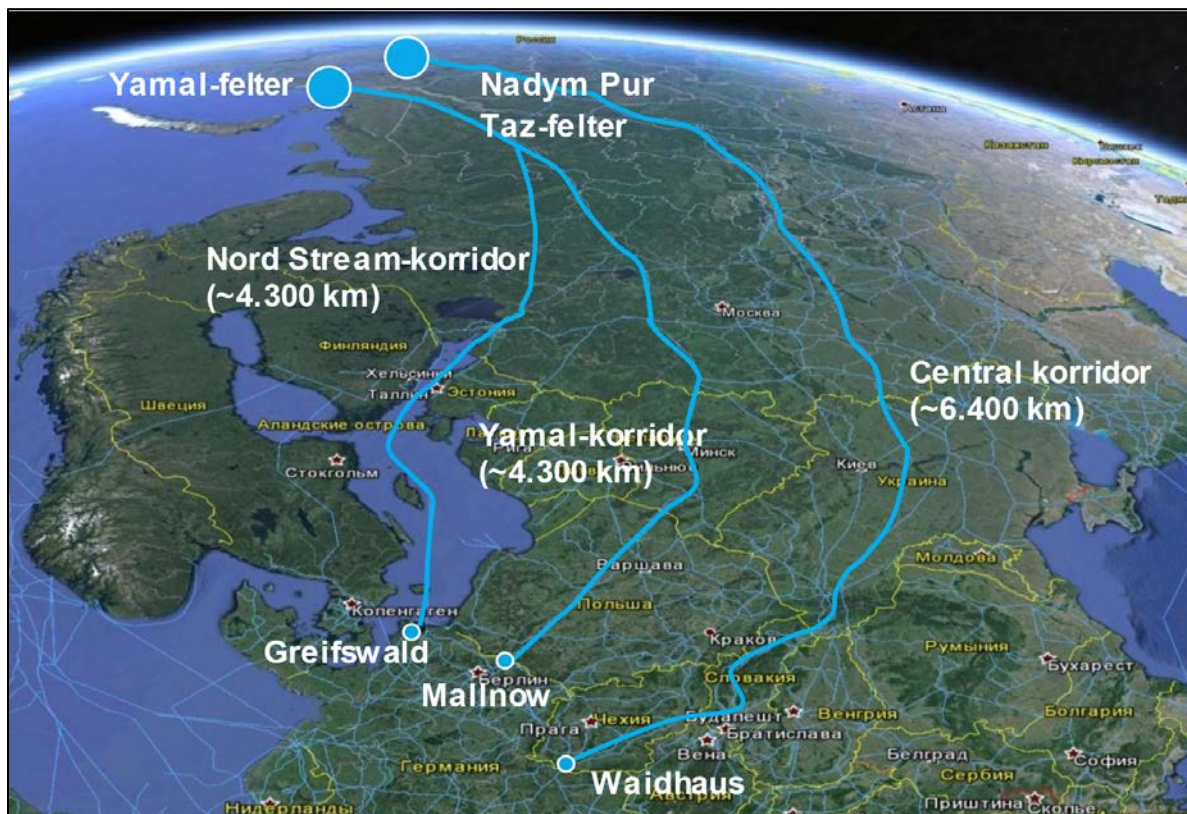 Россия
Yamal-felter
Nadym Pur
Taz-felter
Астана
Казахстан
Бишкек
Nord Stream-korridor
(~4.300 km)
Москва
Финляндия
Хельсинки
Таллин
Эстония
Central korridor
(~6.400 km)
Швеция
Аландские острова
Yamal-korridor
(~4.300 km)
Рига
Минск
Стокгольм
Киев
Украина
Молдова
Варшава
Польша
Копенгаген
Greifswald
Краков
Румыния
Бухарест
Mallnow
Берлин
Словакия
Болгария
Прага
Чехия
Будапешт
Венгрия
Братислава
Вена
Белград
София
Waidhaus
Германия
Сербия
Австрия
Нидерланды
Приштина
Скопье